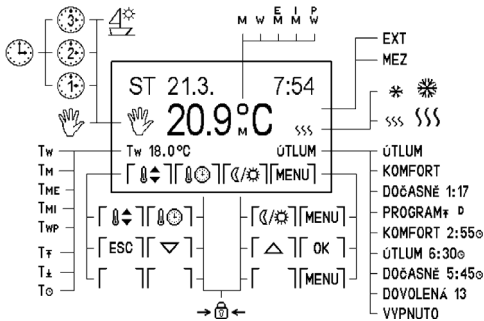 E I P
M W M M W
3
2
1
EXT
MEZ
ST 21.3. 7:54
20.9°C
M
Tw 18.0°C ÚTLUM
MENU
Tw
TM
TME
TMI
TWP
T
T
T
MENU
ESC OK
MENU
ÚTLUM
KOMFORT
DOČASNĚ 1:17
PROGRAM P
KOMFORT 2:55
ÚTLUM 6:30
DOČASNĚ 5:45
DOVOLENÁ 13
VYPNUTO